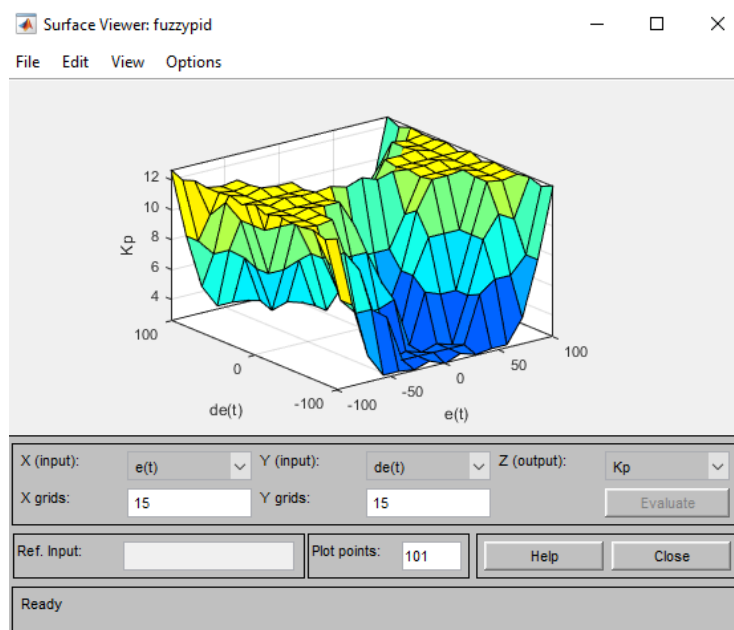 Surface Viewer: fuzzypid
File Edit View Options
12
10
8
6
4
Kp
100
0
-100
de(t)
-100
-50
0
50
100
e(t)
X (input): e(t) Y (input): de(t) Z (output): Kp
X grids: 15 Y grids: 15 Evaluate
Ref. Input: Plot points: 101 Help Close
Ready